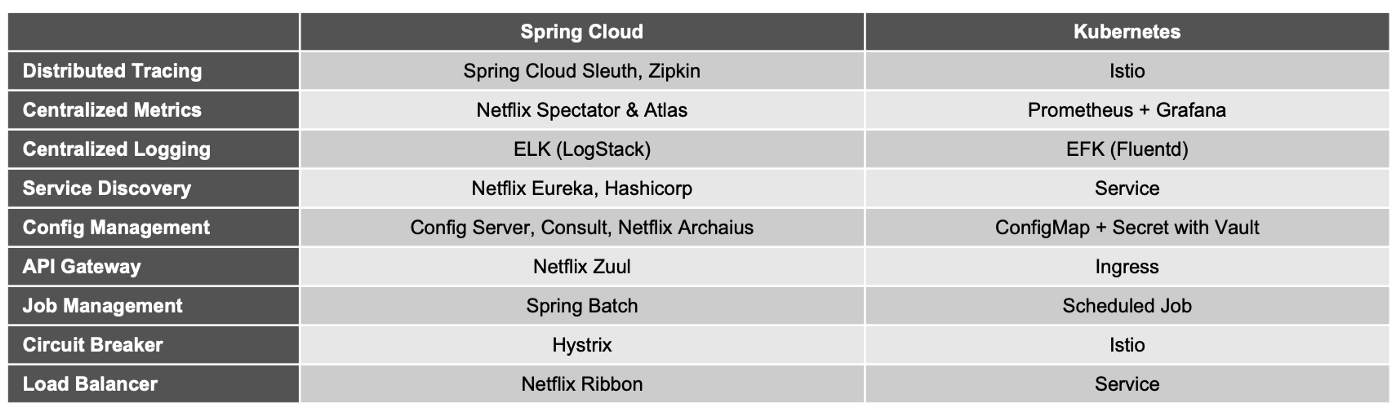 Spring Cloud Kubernetes
Distributed Tracing Spring Cloud Sleuth, Zipkin Istio
Centralized Metrics Netflix Spectator & Atlas Prometheus + Grafana
Centralized Logging ELK (LogStack) EFK (Fluentd)
Service Discovery Netflix Eureka, Hashicorp Service
Config Management Config Server, Consult, Netflix Archaius ConfigMap + Secret with Vault
API Gateway Netflix Zuul Ingress
Job Management Spring Batch Scheduled Job
Circuit Breaker Hystrix Istio
Load Balancer Netflix Ribbon Service